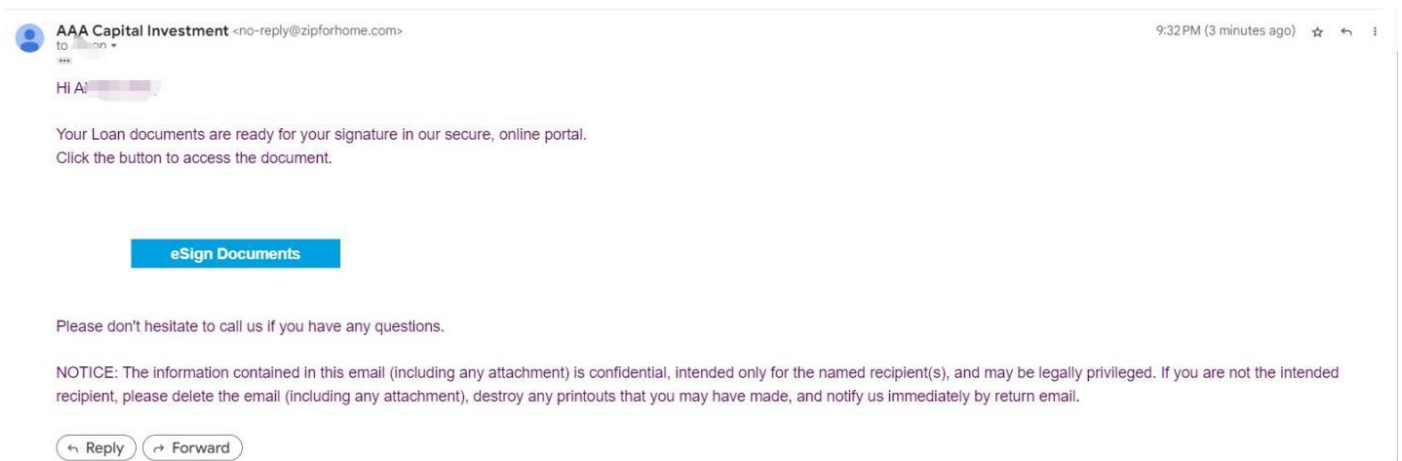 AAA Capital Investment <no-reply@zipforhome.com>
9:32 PM (3 minutes ago)
to
Hi
Your Loan documents are ready for your signature in our secure, online portal.
Click the button to access the document.
eSign Documents
Please don't hesitate to call us if you have any questions.
NOTICE: The information contained in this email (including any attachment) is confidential, intended only for the named recipient(s), and may be legally privileged. If you are not the intended
recipient, please delete the email (including any attachment), destroy any printouts that you may have made, and notify us immediately by return email.
Reply
Forward